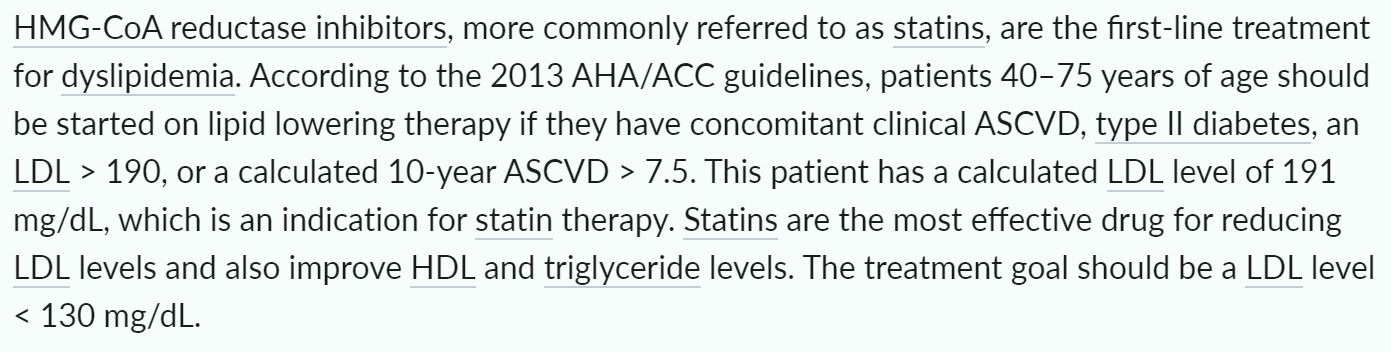 HMG-CoA reductase inhibitors, more commonly referred to as statins, are the first-line treatment
for dyslipidemia. According to the 2013 AHA/ACC guidelines, patients 40–75 years of age should
be started on lipid lowering therapy if they have concomitant clinical ASCVD, type II diabetes, an
LDL > 190, or a calculated 10-year ASCVD > 7.5. This patient has a calculated LDL level of 191
mg/dL, which is an indication for statin therapy. Statins are the most effective drug for reducing
LDL levels and also improve HDL and triglyceride levels. The treatment goal should be a LDL level
< 130 mg/dL.